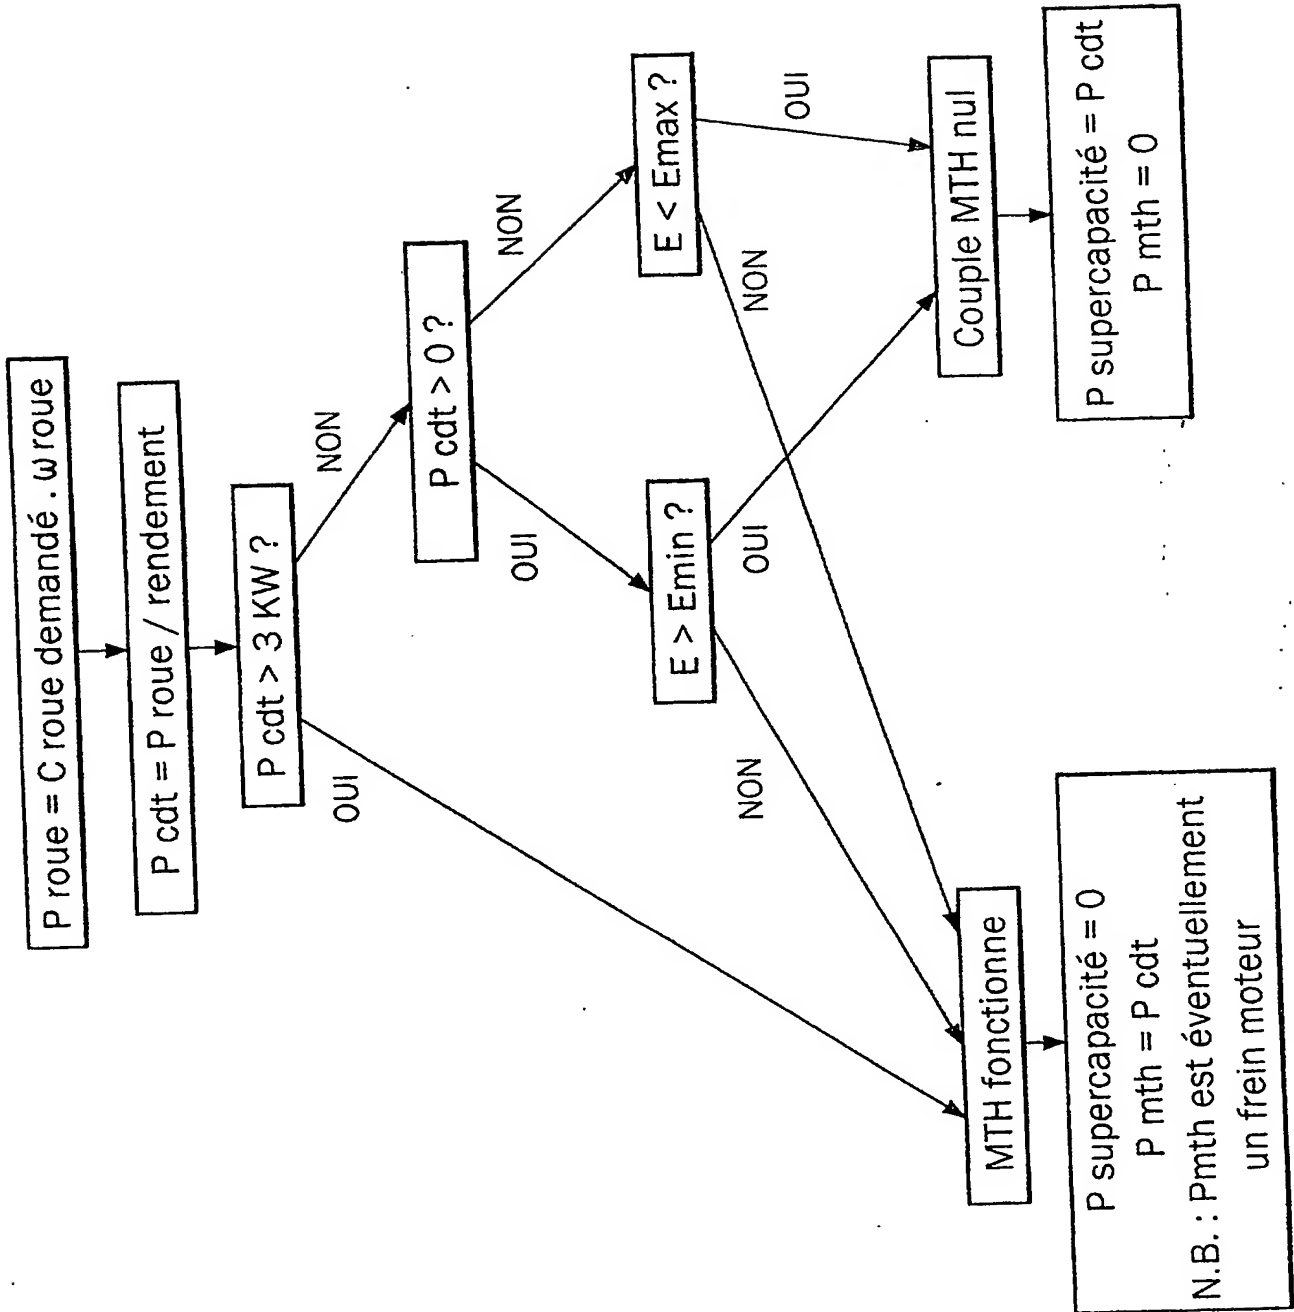 P roue = C roue demandé . ω roue
P cdt = P roue / rendement
P cdt > 3 KW ?
OUI
NON
P cdt > 0 ?
OUI
NON
E > Emin ?
E < Emax ?
NON
OUI
NON
OUI
MTH fonctionne
Couple MTH nul
P supercapacité = 0
P mth = P cdt
N.B. : Pmth est éventuellement
un frein moteur
P supercapacité = P cdt
P mth = 0